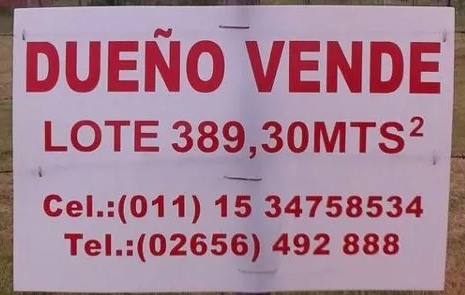 DUEÑO VENDE
LOTE 389,30MTS²
Cel.:(011) 15 34758534
Tel.:(02656) 492 888